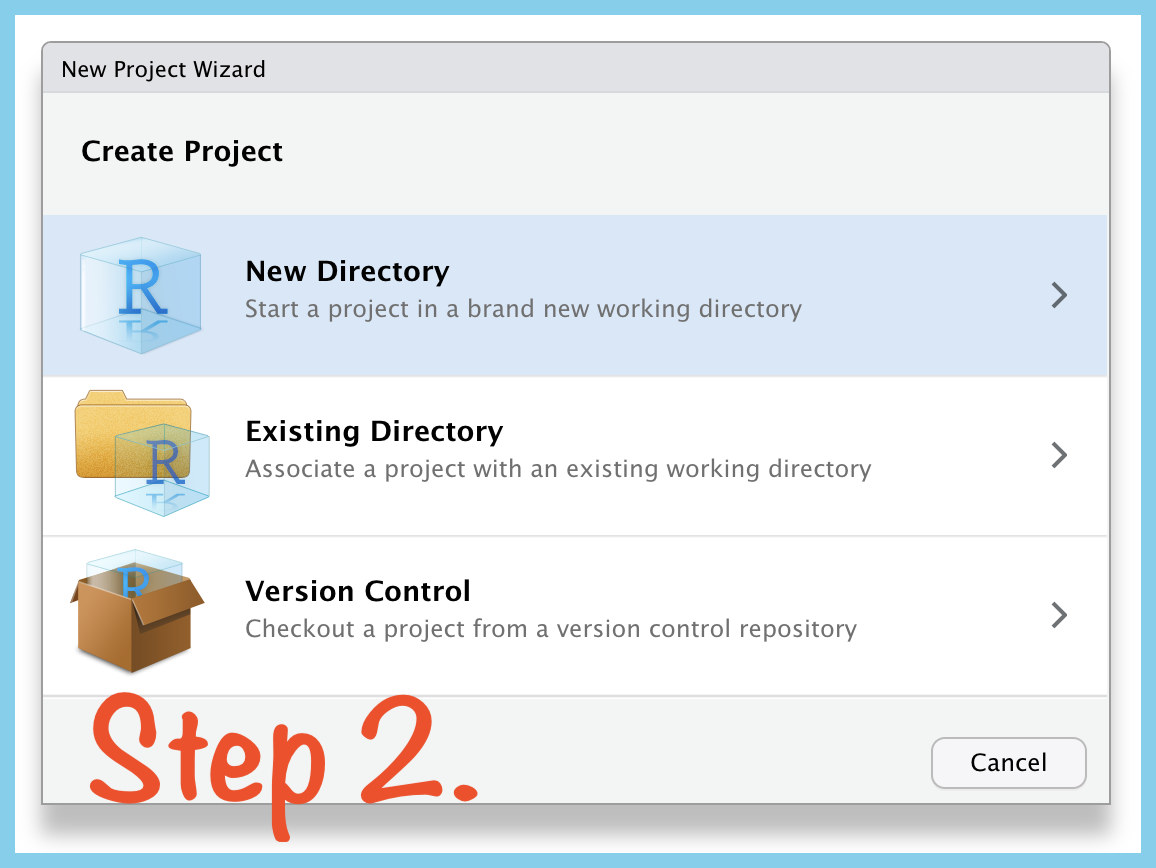 New Project Wizard
Create Project
R
New Directory
Start a project in a brand new working directory
R
Existing Directory
Associate a project with an existing working directory
R
Version Control
Checkout a project from a version control repository
Step 2.
Cancel